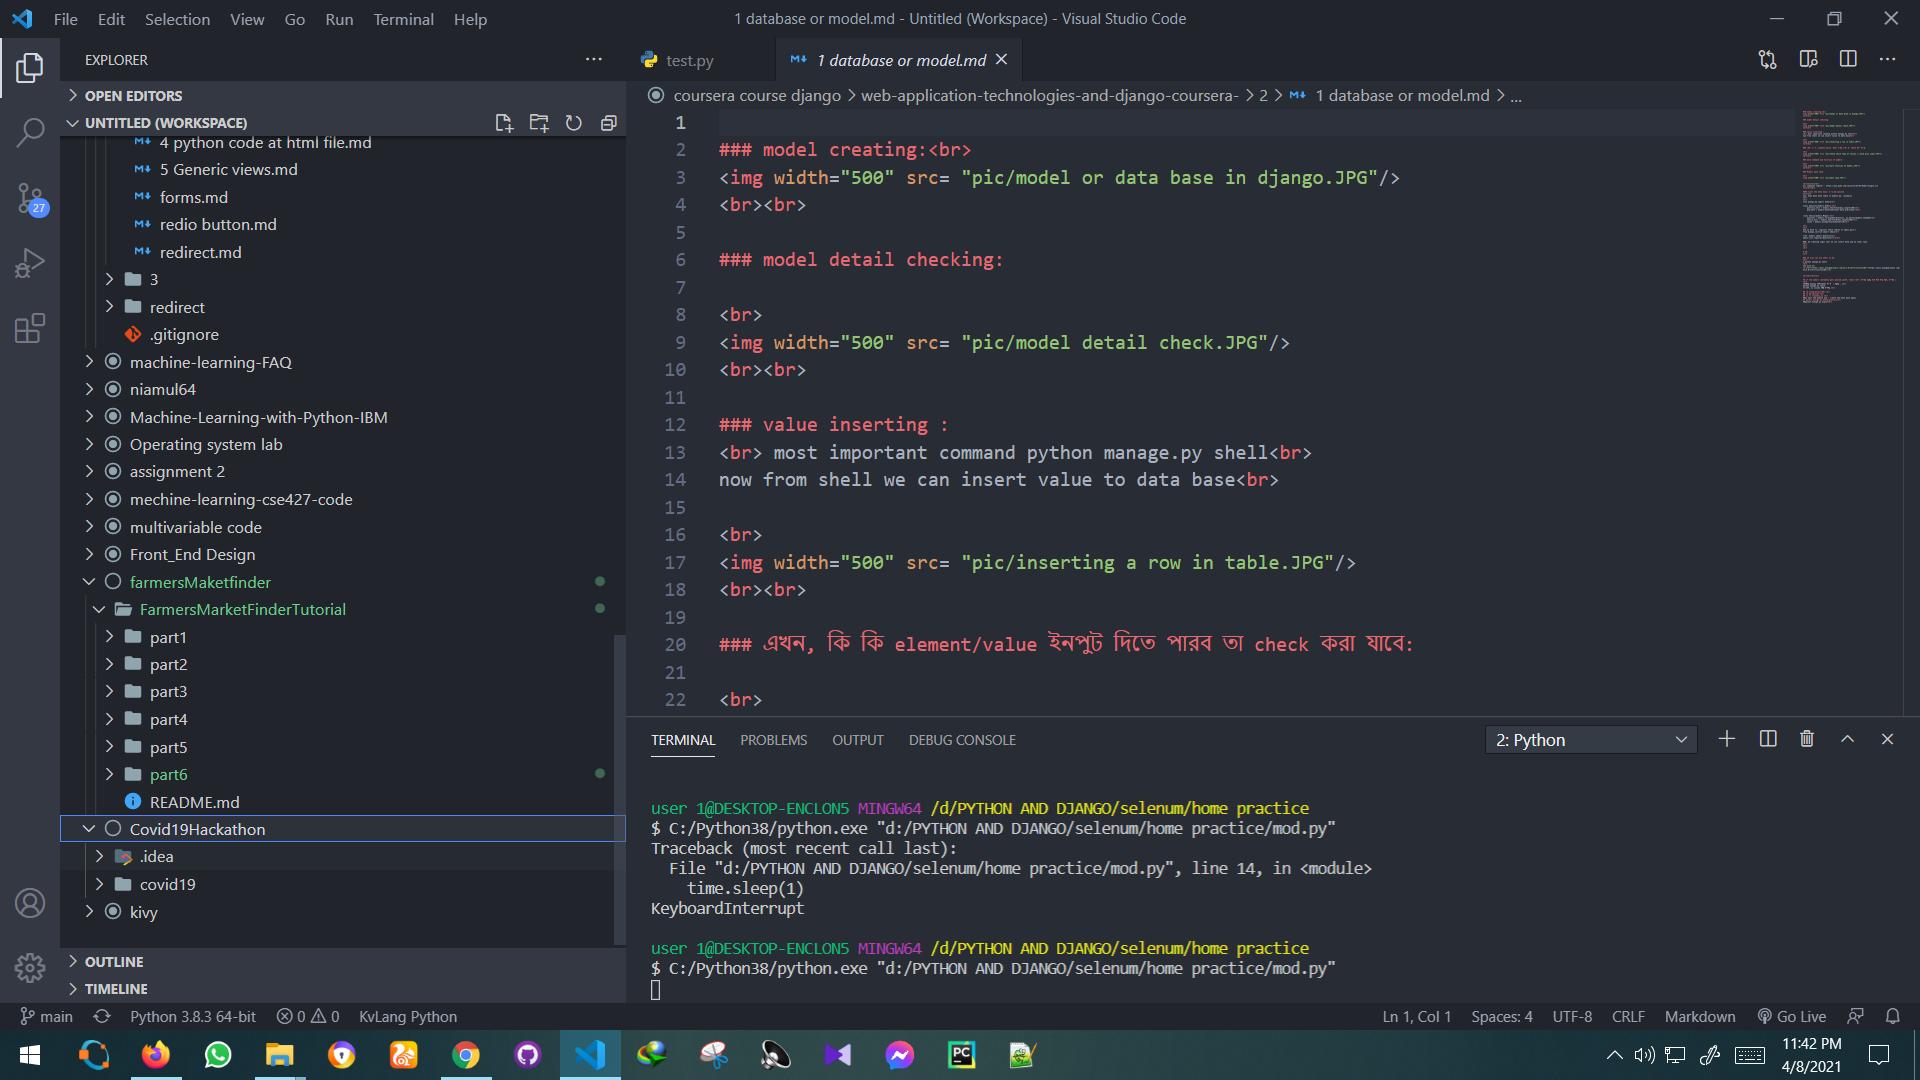 File Edit Selection View Go Run Terminal Help
1 database or model.md - Untitled (Workspace) - Visual Studio Code
EXPLORER
OPEN EDITORS
UNTITLED (WORKSPACE)
4 python code at html file.md
5 Generic views.md
forms.md
redio button.md
redirect.md
3
redirect
.gitignore
machine-learning-FAQ
niamul64
Machine-Learning-with-Python-IBM
Operating system lab
assignment 2
mechine-learning-cse427-code
multivariable code
Front_End Design
farmersMaketfinder
FarmersMarketFinderTutorial
part1
part2
part3
part4
part5
part6
README.md
Covid19Hackathon
.idea
covid19
kivy
OUTLINE
TIMELINE
27
test.py
1 database or model.md
coursera course django > web-application-technologies-and-django-coursera- > 2 > 1 database or model.md > ...
1
2 ### model creating:<br>
3 <img width="500" src= "pic/model or data base in django.JPG"/>
4 <br><br>
5
6 ### model detail checking:
7
8 <br>
9 <img width="500" src= "pic/model detail check.JPG"/>
10 <br><br>
11
12 ### value inserting :
13 <br> most important command python manage.py shell<br>
14 now from shell we can insert value to data base<br>
15
16 <br>
17 <img width="500" src= "pic/inserting a row in table.JPG"/>
18 <br><br>
19
20 ### এখন, কি কি element/value ইনপুট দিতে পারব তা check করা যাবে:
21
22 <br>
TERMINAL PROBLEMS OUTPUT DEBUG CONSOLE
2: Python
user 1@DESKTOP-ENCLON5 MINGW64 /d/PYTHON AND DJANGO/selenum/home practice
$ C:/Python38/python.exe "d:/PYTHON AND DJANGO/selenum/home practice/mod.py"
Traceback (most recent call last):
File "d:/PYTHON AND DJANGO/selenum/home practice/mod.py", line 14, in <module>
time.sleep(1)
KeyboardInterrupt
user 1@DESKTOP-ENCLON5 MINGW64 /d/PYTHON AND DJANGO/selenum/home practice
$ C:/Python38/python.exe "d:/PYTHON AND DJANGO/selenum/home practice/mod.py"
main Python 3.8.3 64-bit 0 0 KvLang Python
Ln 1, Col 1 Spaces: 4 UTF-8 CRLF Markdown Go Live
11:42 PM
4/8/2021